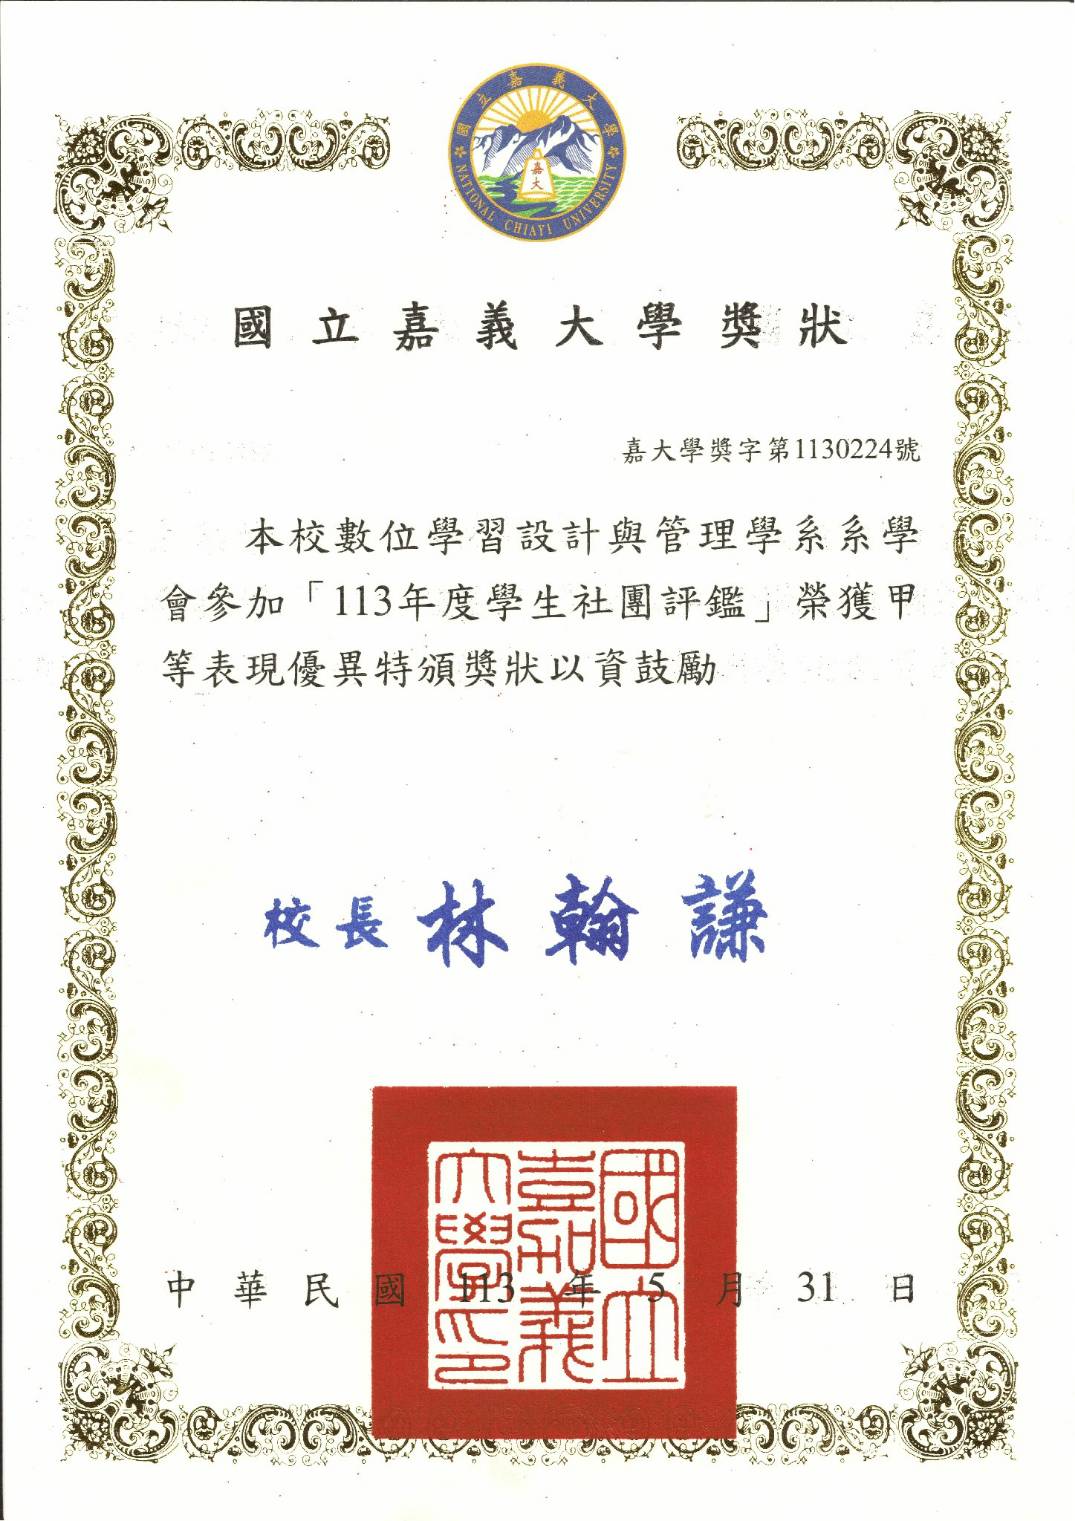 國立嘉義大學
NATIONAL CHIAYI UNIVERSITY
嘉大
國立嘉義大學獎狀
嘉大學獎字第1130224號
本校數位學習設計與管理學系系學
會參加「113年度學生社團評鑑」榮獲甲
等表現優異特頒獎狀以資鼓勵
校長 林翰謙
國立嘉義大學印
中華民國 113 年 5 月 31 日